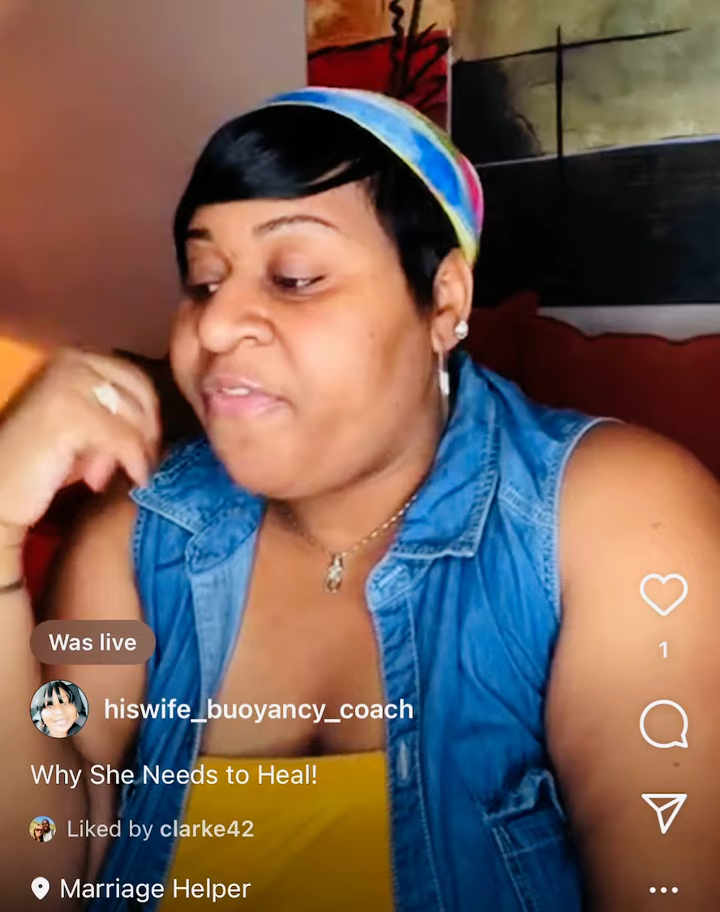 Was live
hiswife_buoyancy_coach
Why She Needs to Heal!
Liked by clarke42
Marriage Helper
1